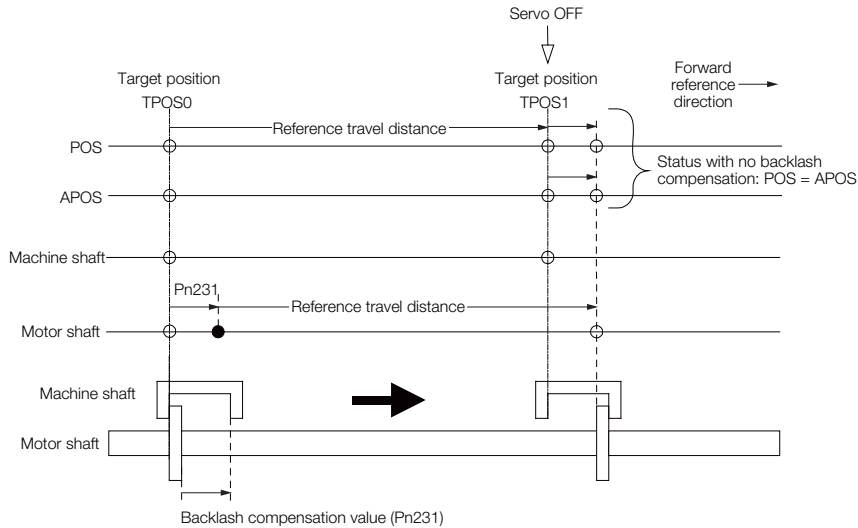 Servo OFF
Target position
TPOS0
Target position
TPOS1
Forward
reference
direction
Reference travel distance
POS
Status with no backlash
compensation: POS = APOS
APOS
Machine shaft
Pn231
Reference travel distance
Motor shaft
Machine shaft
Motor shaft
Backlash compensation value (Pn231)